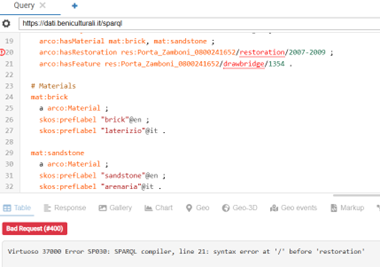 Query
https://dati.beniculturali.it/sparql
19 arco:hasMaterial mat:brick, mat:sandstone ;
20 arco:hasRestoration res:Porta_Zamboni_0800241652/restoration/2007-2009 ;
21 arco:hasFeature res:Porta_Zamboni_0800241652/drawbridge/1354 .
22
23 # Materials
24 mat:brick
25 a arco:Material ;
26 skos:prefLabel "brick"@en ;
27 skos:prefLabel "laterizio"@it .
28
29 mat:sandstone
30 a arco:Material ;
31 skos:prefLabel "sandstone"@en ;
32 skos:prefLabel "arenaria"@it .
Table Response Gallery Chart Geo Geo-3D Geo events Markup
Bad Request (#400)
Virtuoso 37000 Error SP030: SPARQL compiler, line 21: syntax error at '/' before 'restoration'